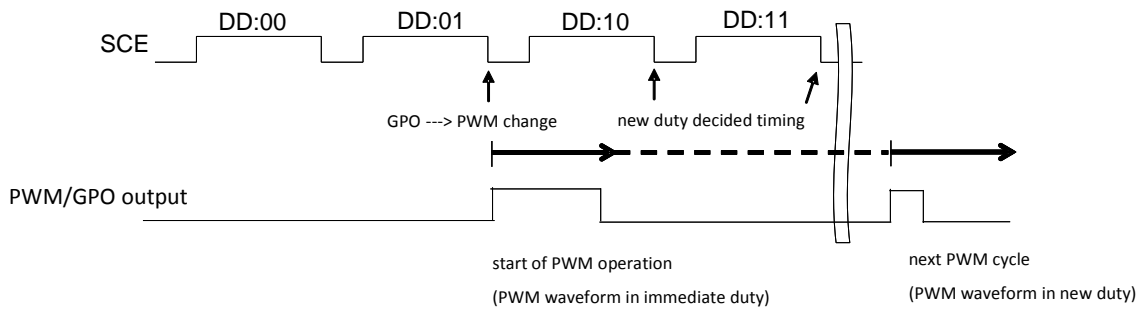 DD:00 DD:01 DD:10 DD:11
SCE
GPO ---> PWM change new duty decided timing
PWM/GPO output
start of PWM operation
(PWM waveform in immediate duty)
next PWM cycle
(PWM waveform in new duty)